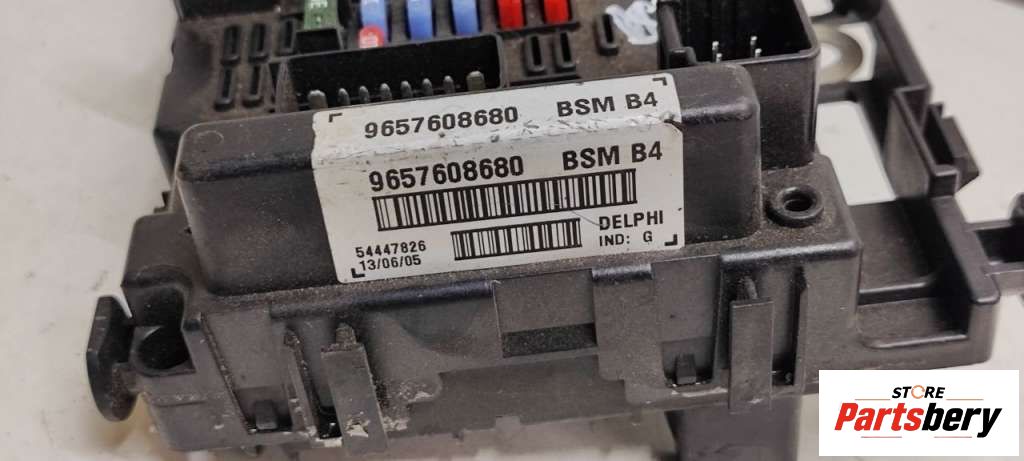 9657608680 BSM B4
9657608680 BSM B4
DELPHI
54447826
IND: G
13/06/05
STORE
Partsbery